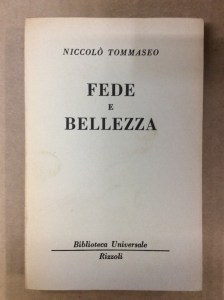 NICCOLÒ TOMMASEO
FEDE
E
BELLEZZA
Biblioteca Universale
Rizzoli